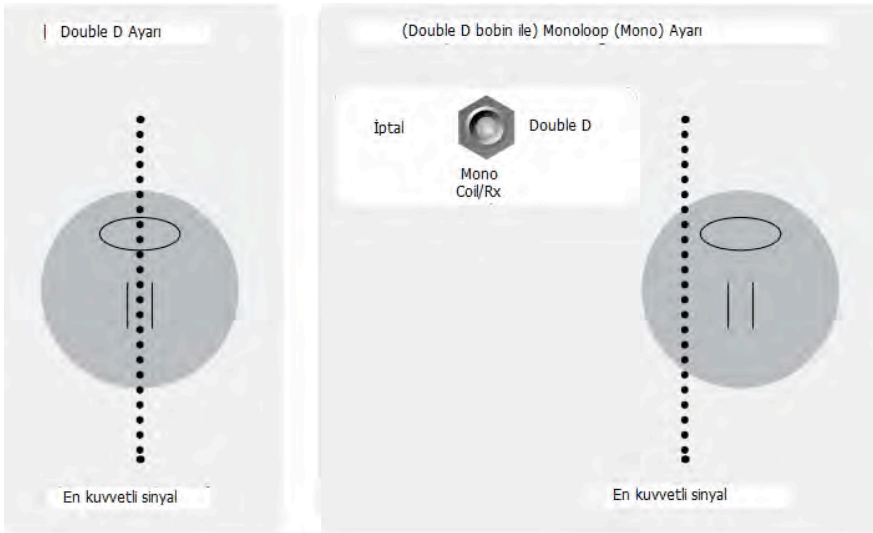 Double D Ayarı
(Double D bobin ile) Monoloop (Mono) Ayarı
İptal
Double D
Mono
Coil/Rx
En kuvvetli sinyal
En kuvvetli sinyal